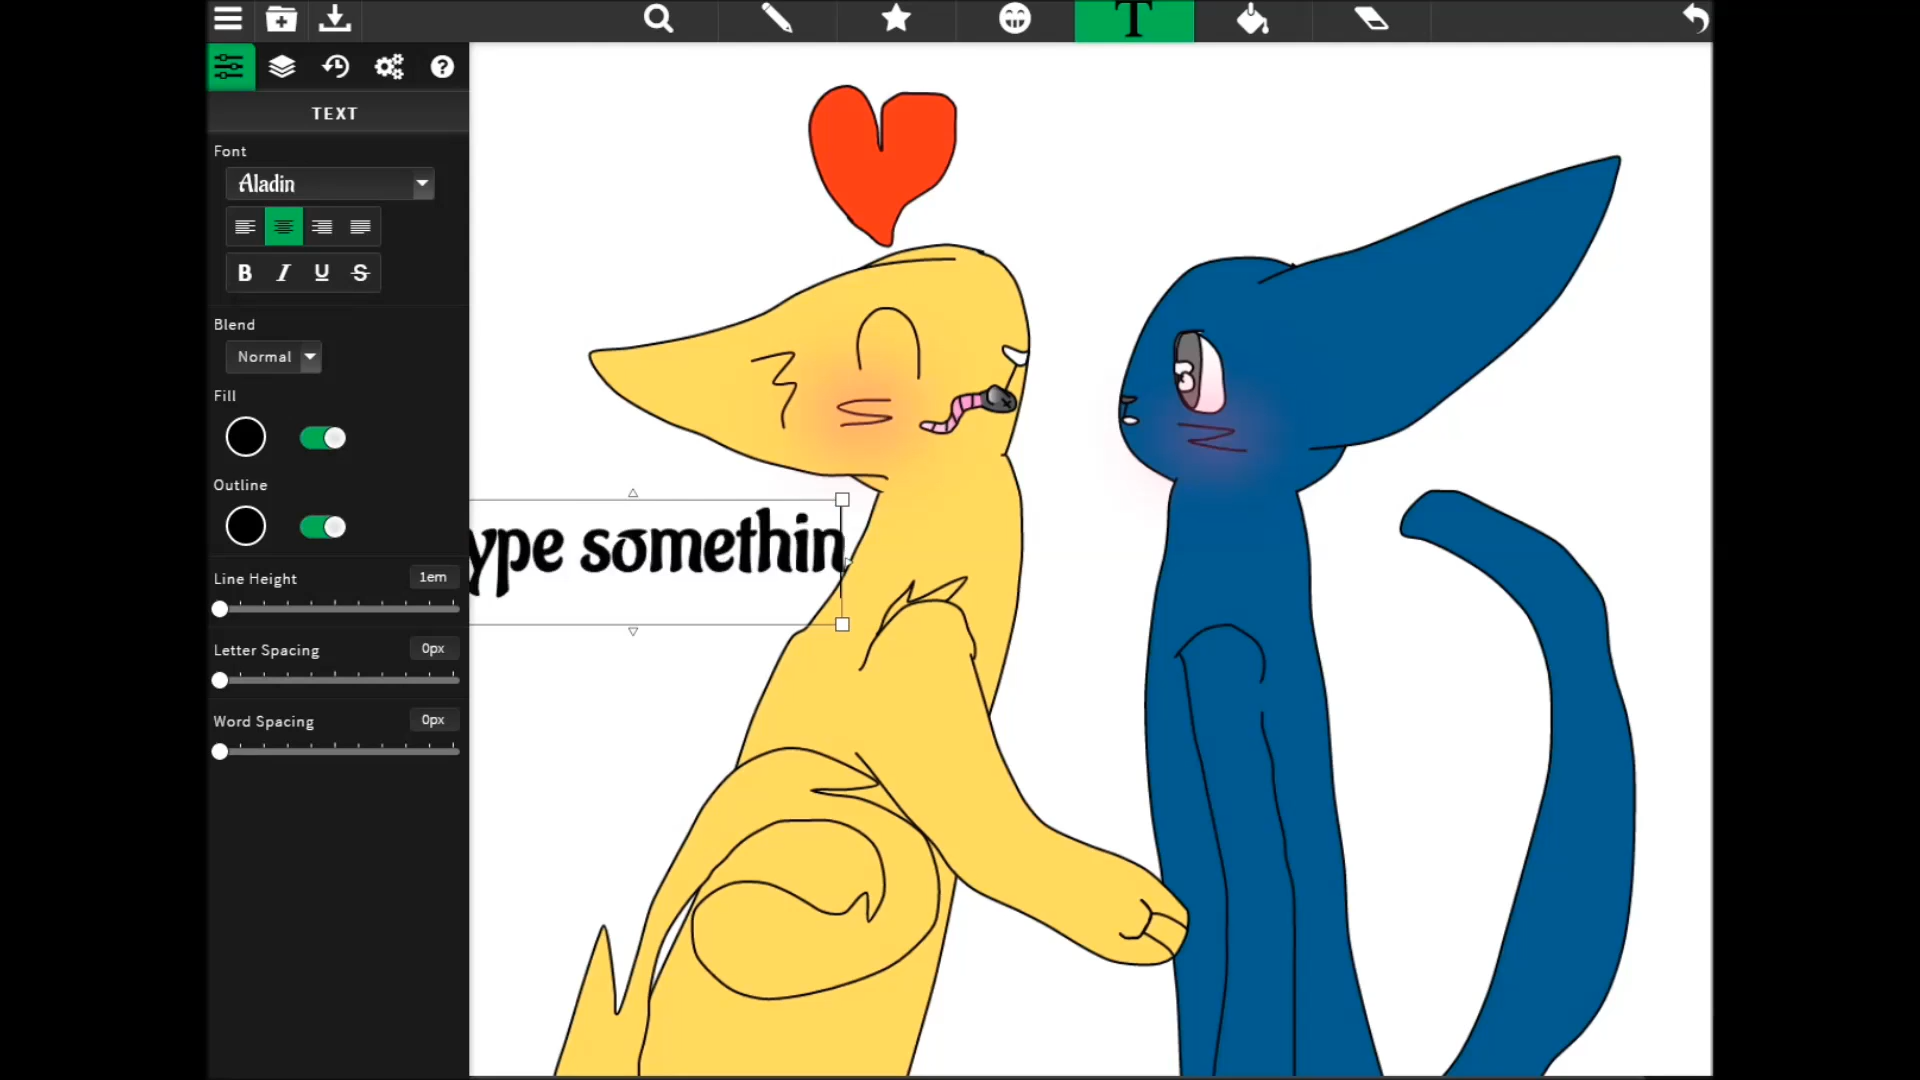 TEXT
Font
Aladin
B I U S
Blend
Normal
Fill
Outline
Line Height 1em
Letter Spacing 0px
Word Spacing 0px
T
ype somethin